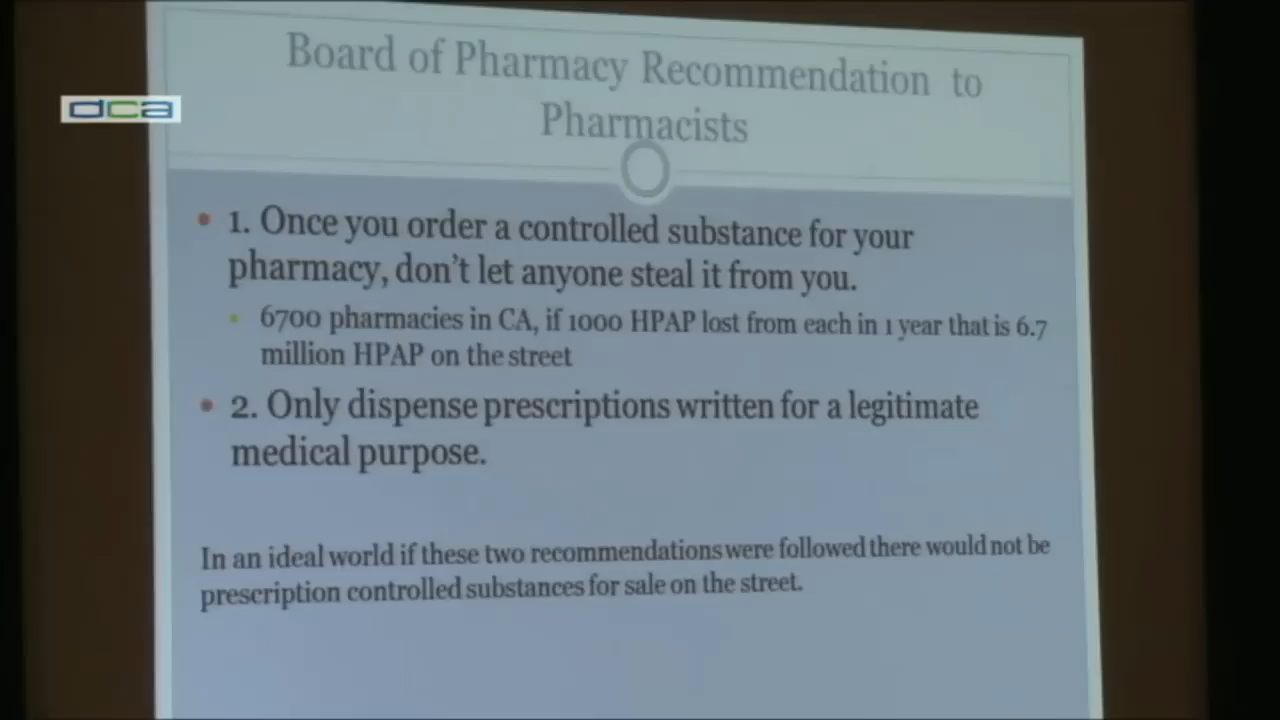 Board of Pharmacy Recommendation to
Pharmacists
dca
• 1. Once you order a controlled substance for your
pharmacy, don't let anyone steal it from you.
• 6700 pharmacies in CA, if 1000 HPAP lost from each in 1 year that is 6.7
million HPAP on the street
• 2. Only dispense prescriptions written for a legitimate
medical purpose.
In an ideal world if these two recommendations were followed there would not be
prescription controlled substances for sale on the street.